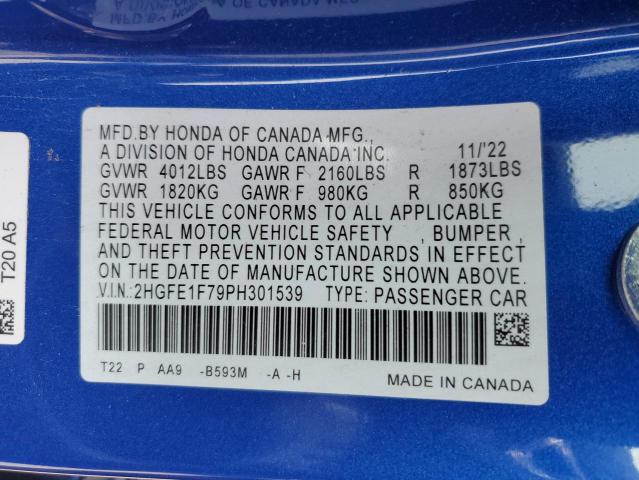 MFD.BY HONDA OF CANADA MFG.,
A DIVISION OF HONDA CANADA INC. 11/'22
GVWR 4012LBS GAWR F 2160LBS R 1873LBS
GVWR 1820KG GAWR F 980KG R 850KG
THIS VEHICLE CONFORMS TO ALL APPLICABLE
FEDERAL MOTOR VEHICLE SAFETY , BUMPER,
AND THEFT PREVENTION STANDARDS IN EFFECT
ON THE DATE OF MANUFACTURE SHOWN ABOVE.
V.I.N.:2HGFE1F79PH301539 TYPE: PASSENGER CAR
T22 P AA9 -B593M -A -H
MADE IN CANADA
T20 A5